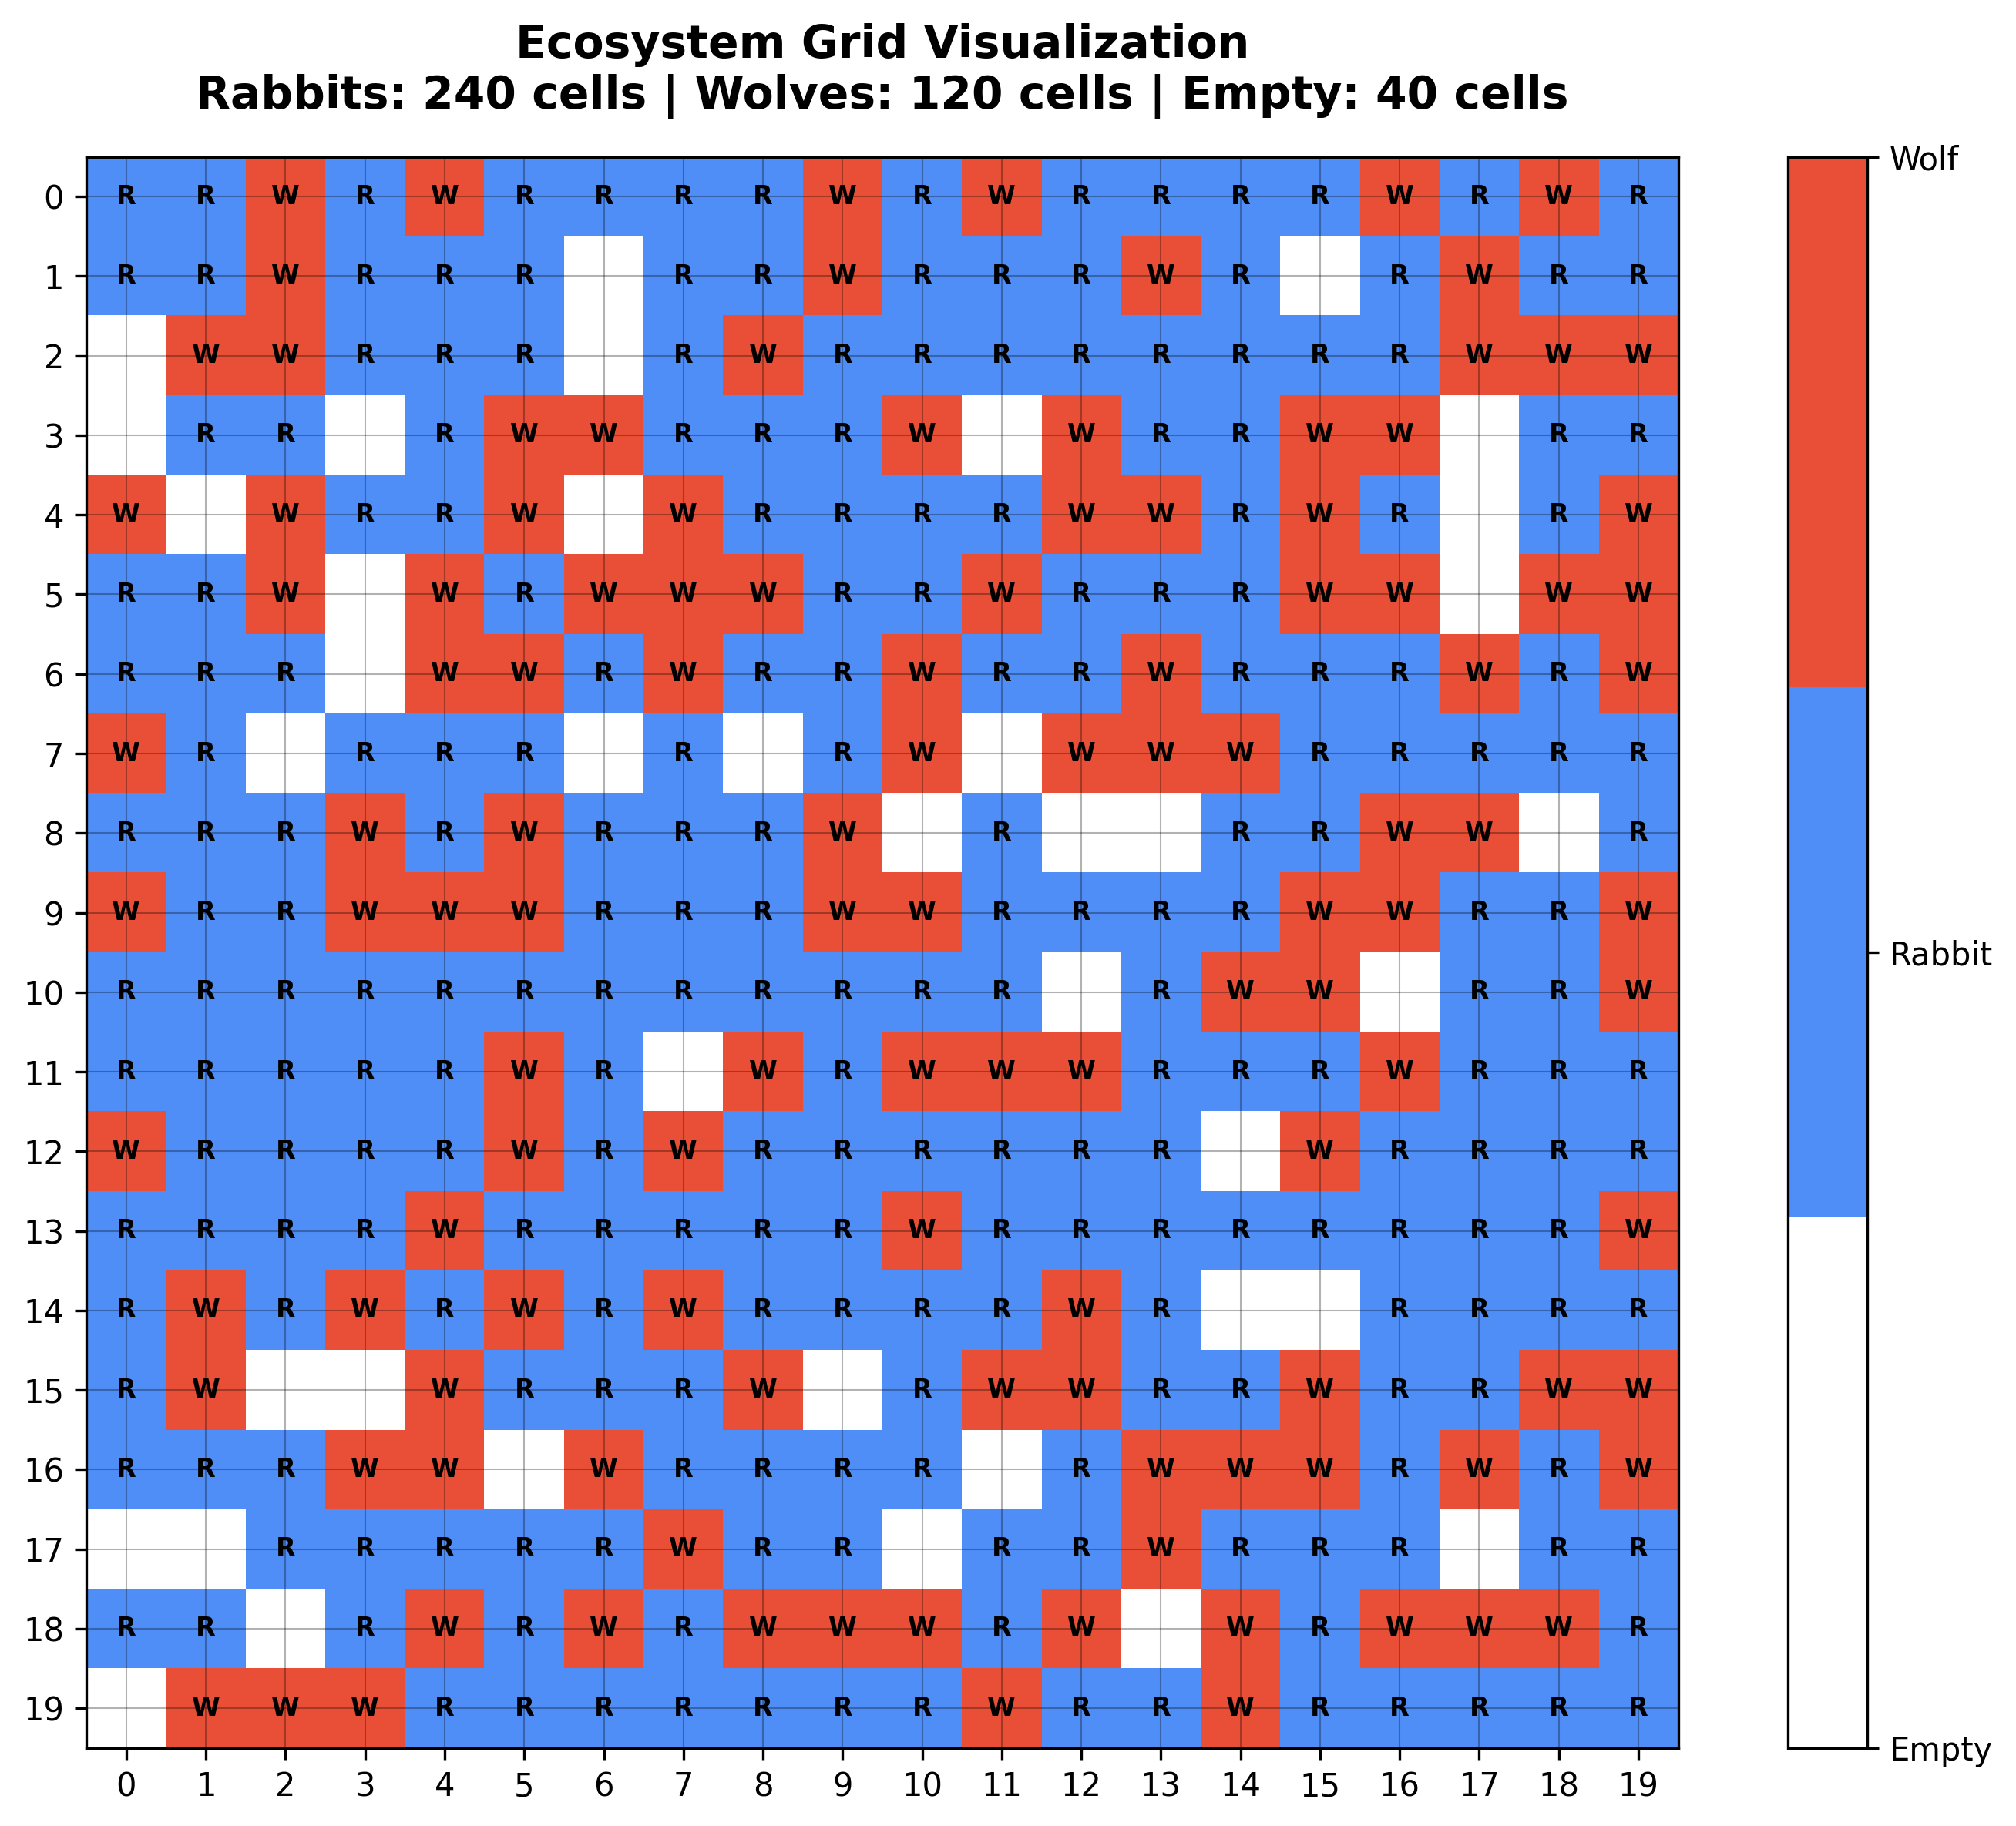 Ecosystem Grid Visualization
Rabbits: 240 cells | Wolves: 120 cells | Empty: 40 cells
Wolf
0 R R W R W R R R R W R W R R R R W R W R
1 R R W R R R R R W R R R W R R W R R
2 W W R R R R W R R R R R R R R W W W
3 R R R W W R R R W W R R W W R R
4 W W R R W W R R R R W W R W R R W
5 R R W W R W W W R R W R R R W W W W
6 R R R W W R W R R W R R W R R R W R W
7 W R R R R R R W W W W R R R R R
8 R R R W R W R R R W R R R W W R
9 W R R W W W R R R W W R R R R W W R R W
Rabbit
10 R R R R R R R R R R R R R W W R R W
11 R R R R R W R W R W W W R R R W R R R
12 W R R R R W R W R R R R R R W R R R R
13 R R R R W R R R R R W R R R R R R R R W
14 R W R W R W R W R R R R W R R R R R
15 R W W R R R W R W W R R W R R W W
16 R R R W W W R R R R R W W W R W R W
17 R R R R R W R R R R W R R R R R
18 R R R W R W R W W W R W W R W W W R
19 W W W R R R R R R R W R R W R R R R R
Empty
0 1 2 3 4 5 6 7 8 9 10 11 12 13 14 15 16 17 18 19